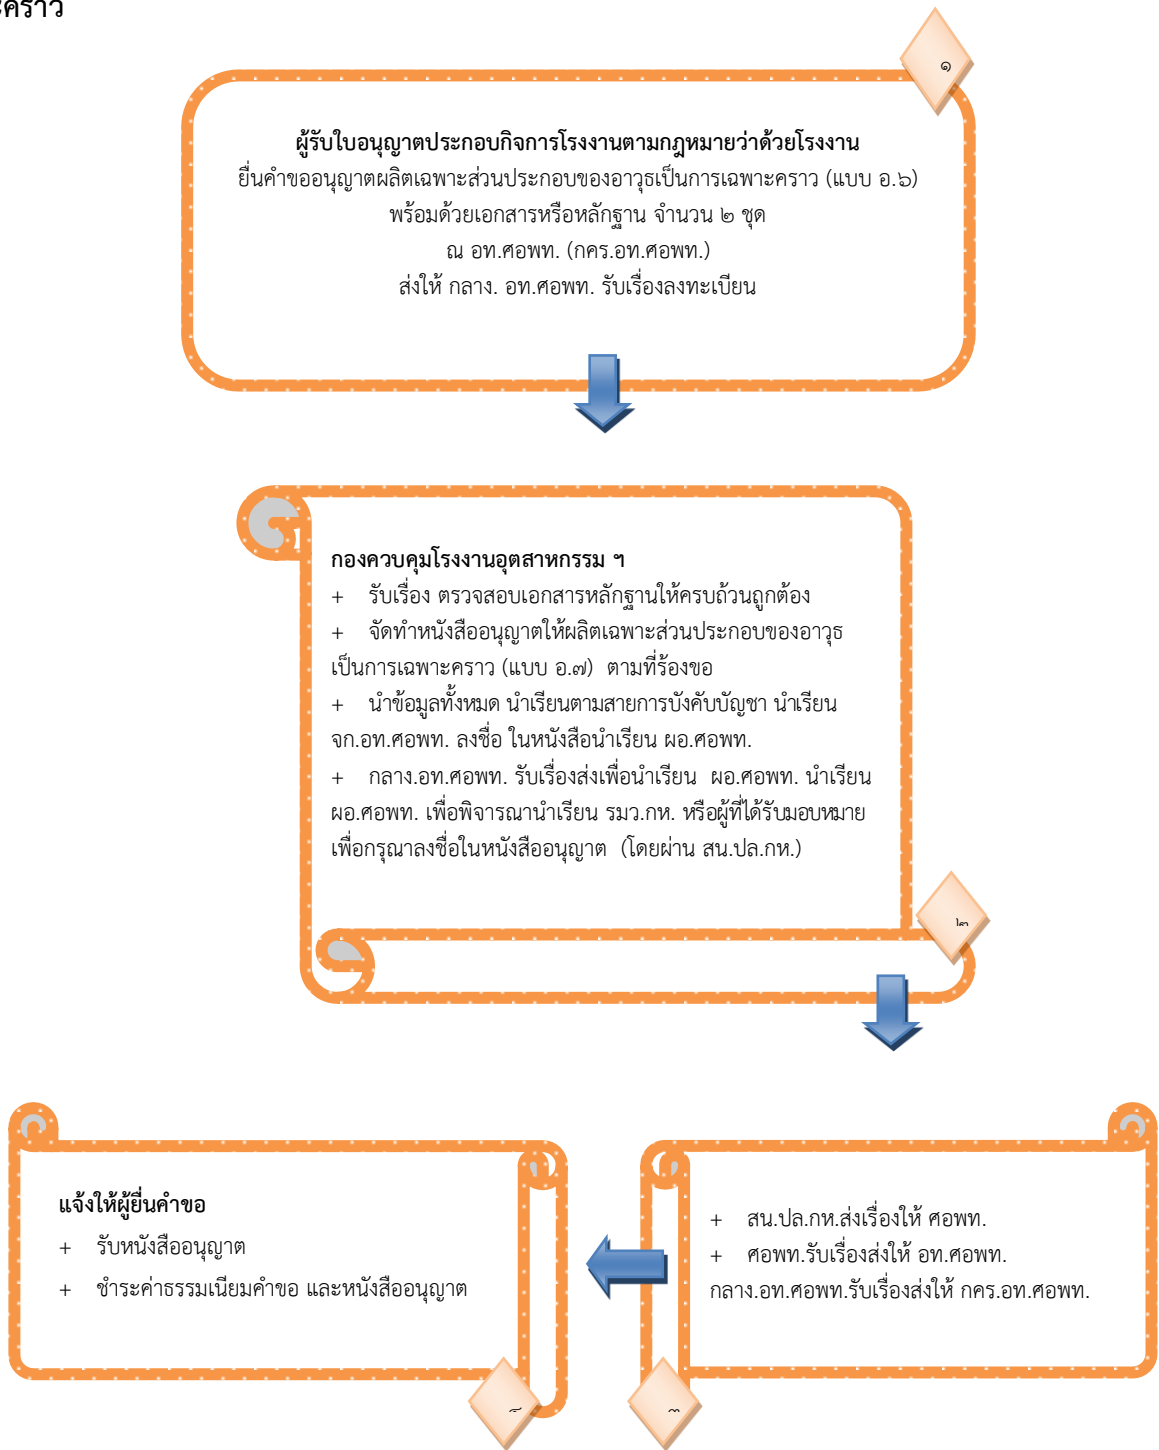 ะคราว
๑
ผู้รับใบอนุญาตประกอบกิจการโรงงานตามกฎหมายว่าด้วยโรงงาน
ยื่นคำขออนุญาตผลิตเฉพาะส่วนประกอบของอาวุธเป็นการเฉพาะคราว (แบบ อ.๖)
พร้อมด้วยเอกสารหรือหลักฐาน จำนวน ๒ ชุด
ณ อท.ศอพท. (กคร.อท.ศอพท.)
ส่งให้ กลาง. อท.ศอพท. รับเรื่องลงทะเบียน
กองควบคุมโรงงานอุตสาหกรรม ฯ
+ รับเรื่อง ตรวจสอบเอกสารหลักฐานให้ครบถ้วนถูกต้อง
+ จัดทำหนังสืออนุญาตให้ผลิตเฉพาะส่วนประกอบของอาวุธ
เป็นการเฉพาะคราว (แบบ อ.๗) ตามที่ร้องขอ
+ นำข้อมูลทั้งหมด นำเรียนตามสายการบังคับบัญชา นำเรียน
จก.อท.ศอพท. ลงชื่อ ในหนังสือนำเรียน ผอ.ศอพท.
+ กลาง.อท.ศอพท. รับเรื่องส่งเพื่อนำเรียน ผอ.ศอพท. นำเรียน
ผอ.ศอพท. เพื่อพิจารณานำเรียน รมว.กห. หรือผู้ที่ได้รับมอบหมาย
เพื่อกรุณาลงชื่อในหนังสืออนุญาต (โดยผ่าน สน.ปล.กห.)
๒
+ สน.ปล.กห.ส่งเรื่องให้ ศอพท.
+ ศอพท.รับเรื่องส่งให้ อท.ศอพท.
กลาง.อท.ศอพท.รับเรื่องส่งให้ กคร.อท.ศอพท.
๓
แจ้งให้ผู้ยื่นคำขอ
+ รับหนังสืออนุญาต
+ ชำระค่าธรรมเนียมคำขอ และหนังสืออนุญาต
๔